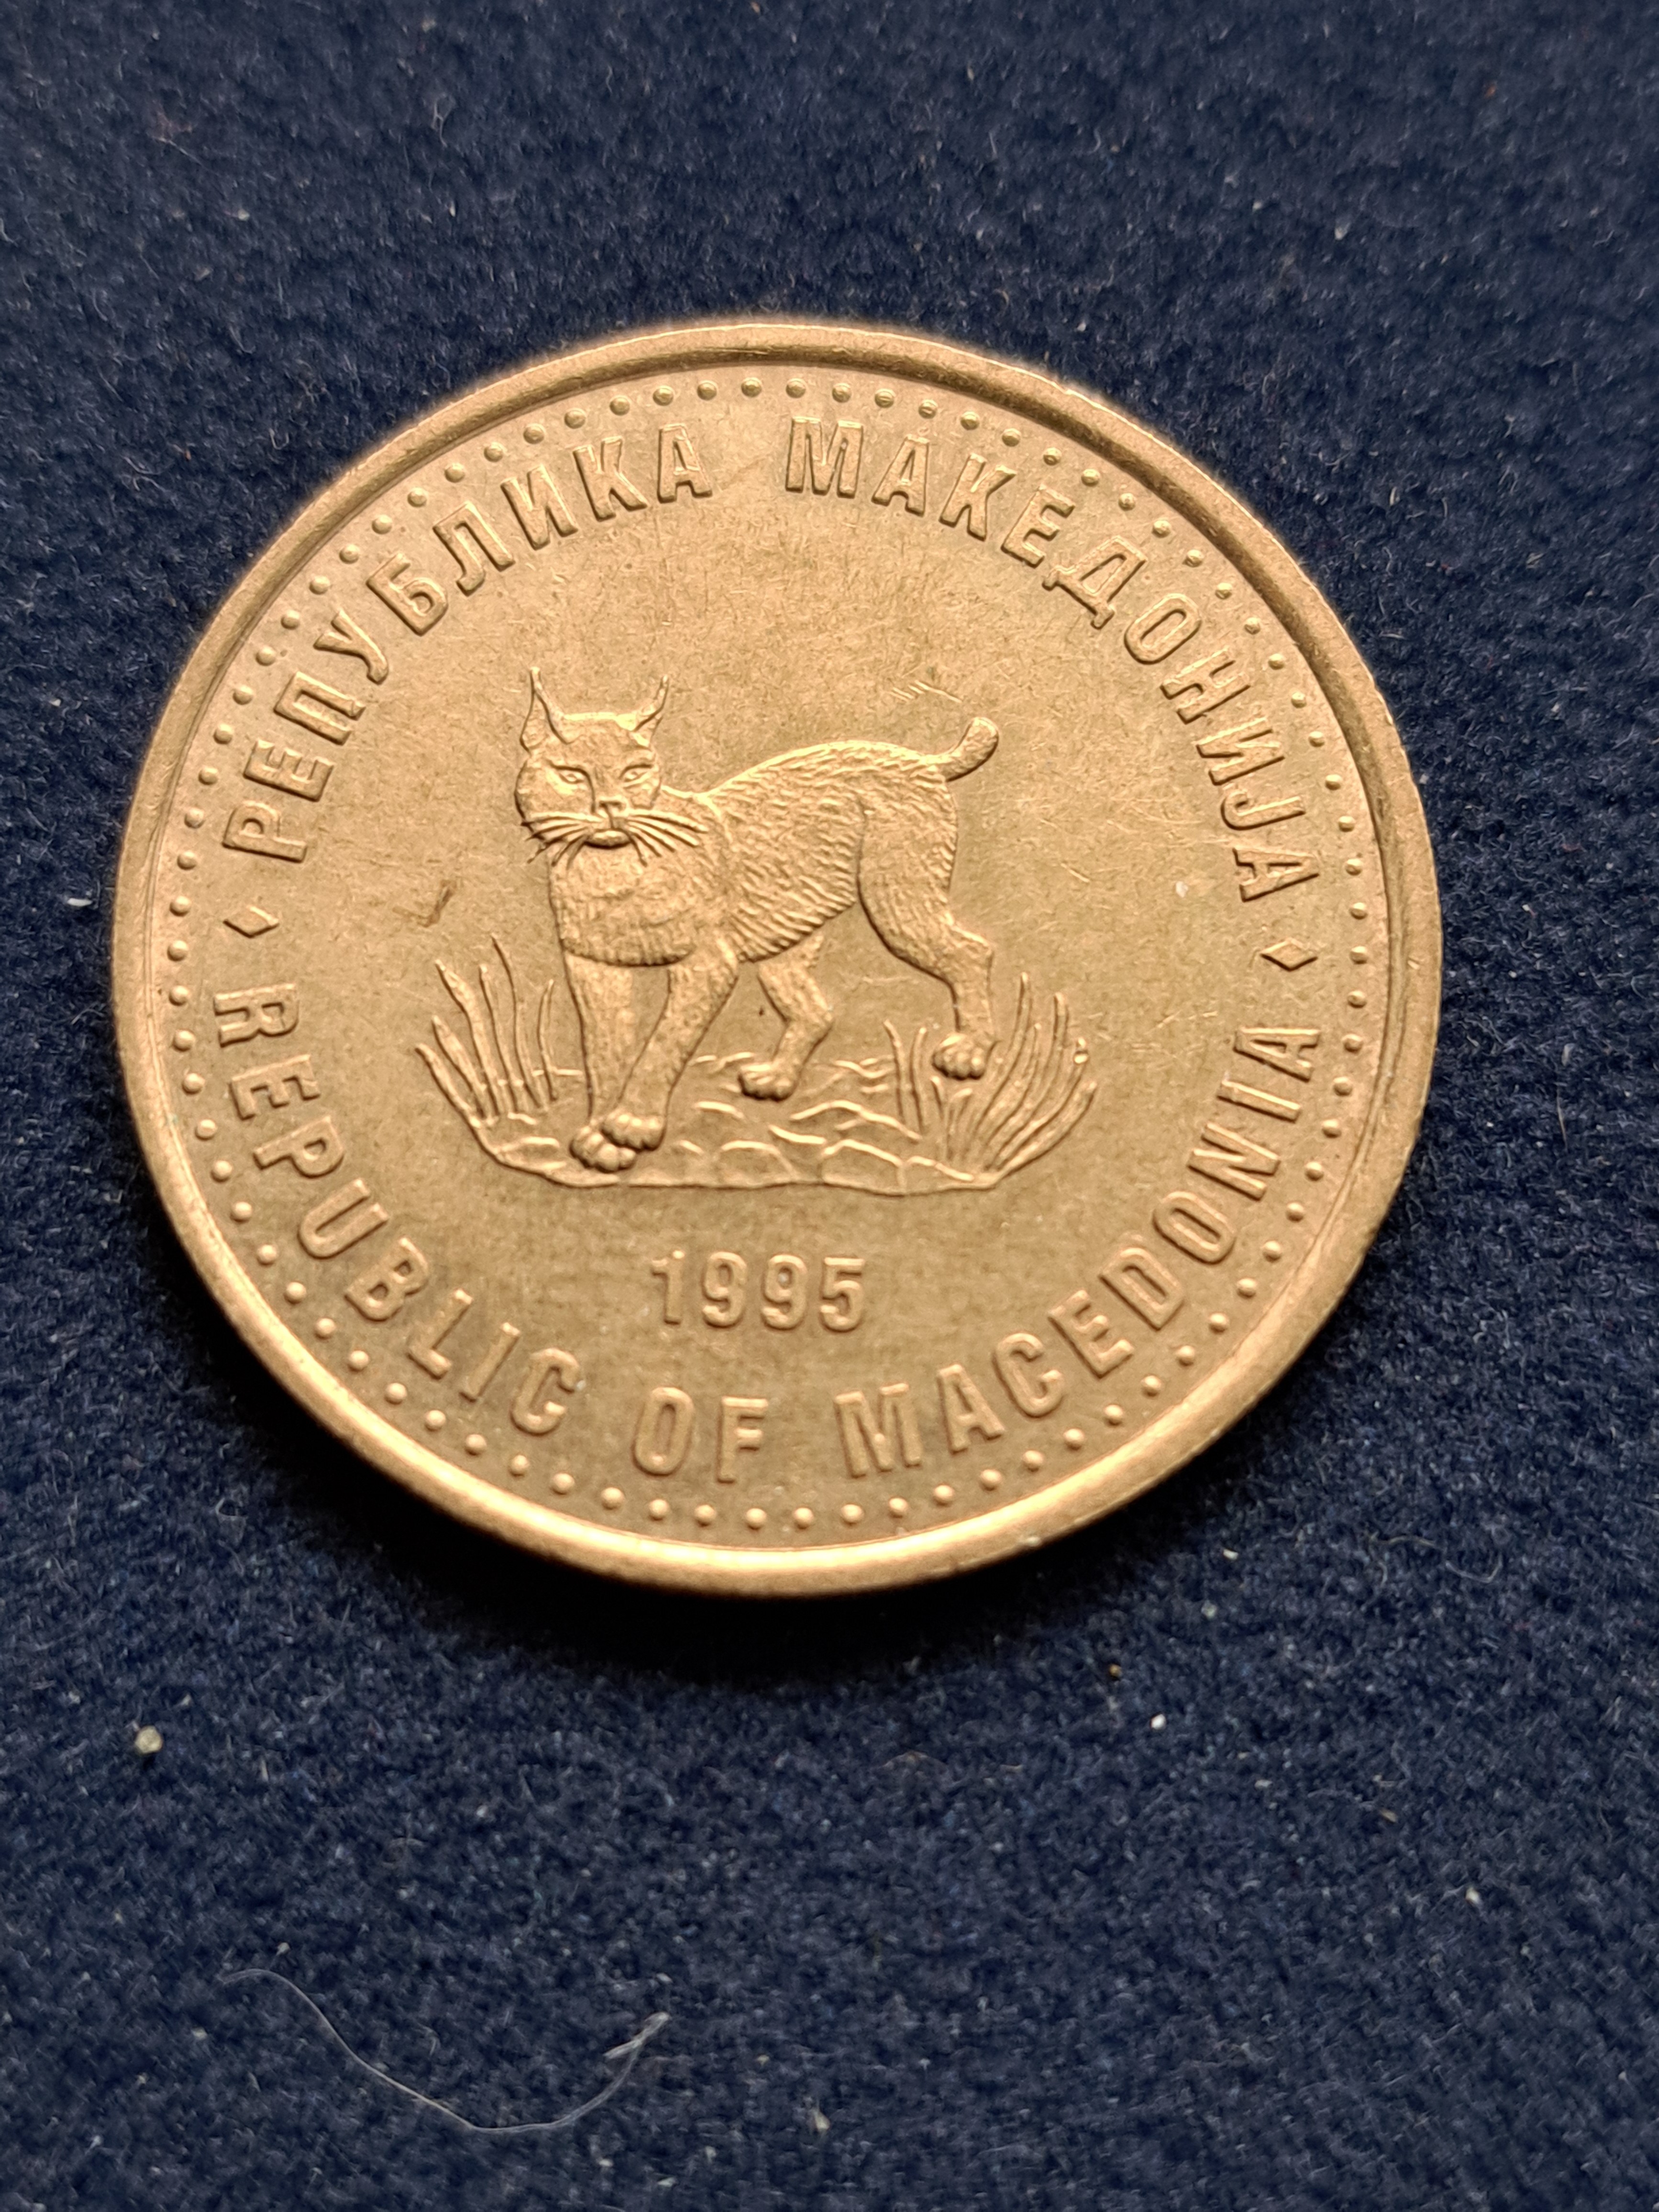 РЕПУБЛИКА МАКЕДОНИЈА
1995
REPUBLIC OF MACEDONIA